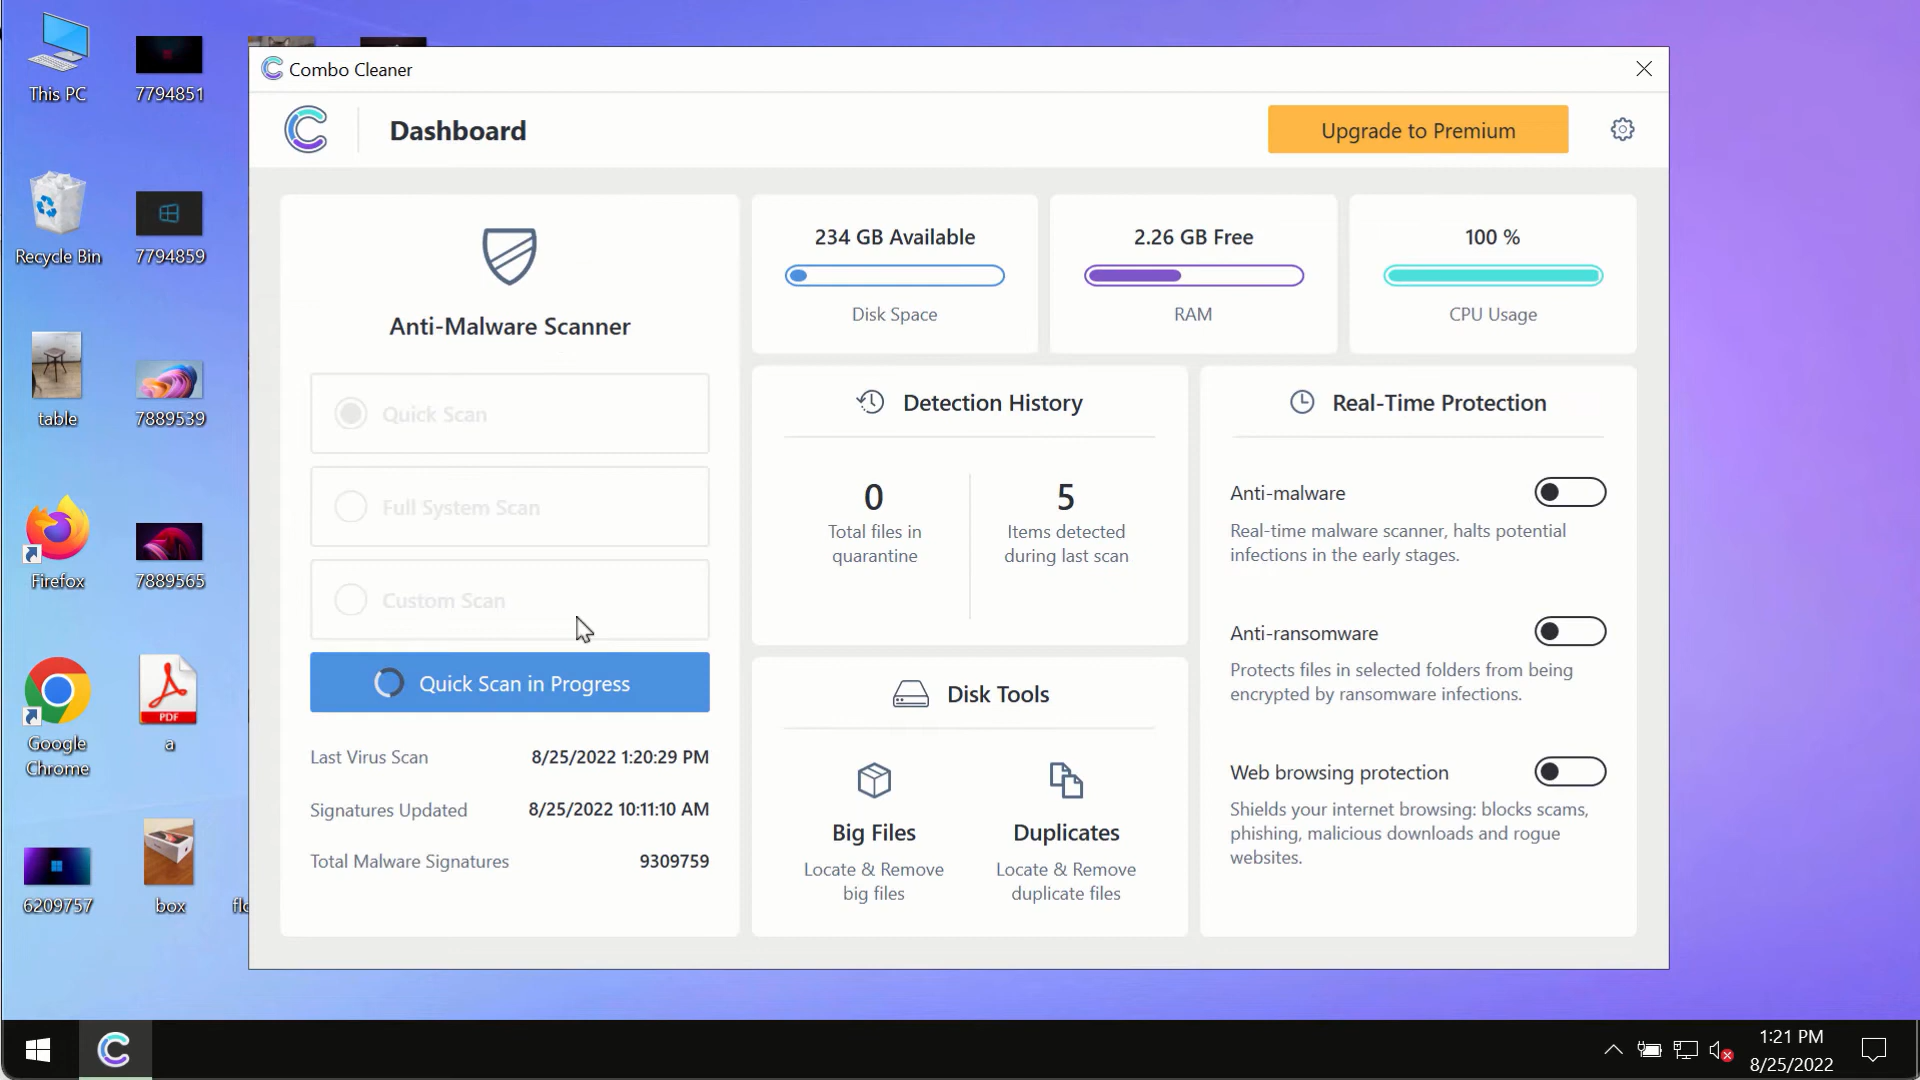 This PC
7794851
Recycle Bin
7794859
table
7889539
Firefox
7889565
Google
Chrome
PDF
a
6209757
box
Combo Cleaner
Dashboard
Upgrade to Premium
Anti-Malware Scanner
Quick Scan
Full System Scan
Custom Scan
Quick Scan in Progress
Last Virus Scan 8/25/2022 1:20:29 PM
Signatures Updated 8/25/2022 10:11:10 AM
Total Malware Signatures 9309759
234 GB Available
Disk Space
2.26 GB Free
RAM
100 %
CPU Usage
Detection History
0
Total files in
quarantine
5
Items detected
during last scan
Disk Tools
Big Files
Locate & Remove
big files
Duplicates
Locate & Remove
duplicate files
Real-Time Protection
Anti-malware
Real-time malware scanner, halts potential
infections in the early stages.
Anti-ransomware
Protects files in selected folders from being
encrypted by ransomware infections.
Web browsing protection
Shields your internet browsing: blocks scams,
phishing, malicious downloads and rogue
websites.
1:21 PM
8/25/2022